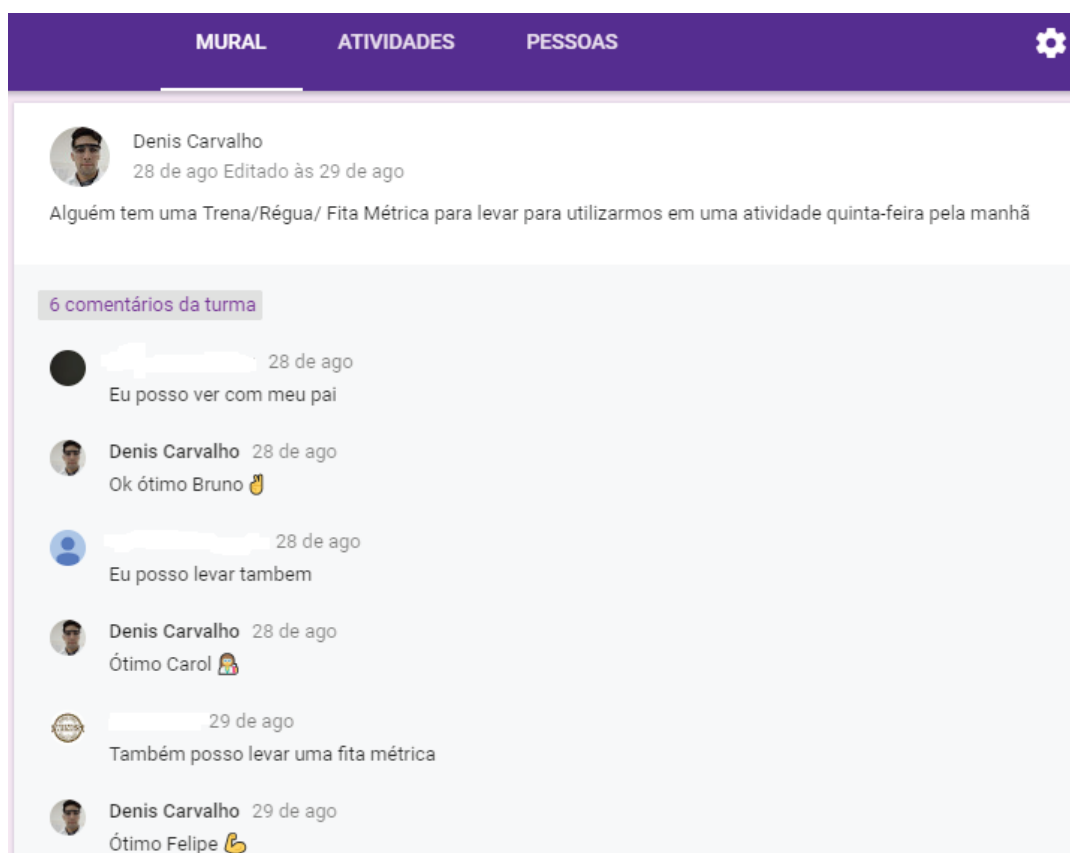 MURAL ATIVIDADES PESSOAS
Denis Carvalho
28 de ago Editado às 29 de ago
Alguém tem uma Trena/Régua/ Fita Métrica para levar para utilizarmos em uma atividade quinta-feira pela manhã
6 comentários da turma
28 de ago
Eu posso ver com meu pai
Denis Carvalho 28 de ago
Ok ótimo Bruno ✌
28 de ago
Eu posso levar tambem
Denis Carvalho 28 de ago
Ótimo Carol 👩‍🔬
29 de ago
Também posso levar uma fita métrica
Denis Carvalho 29 de ago
Ótimo Felipe 💪